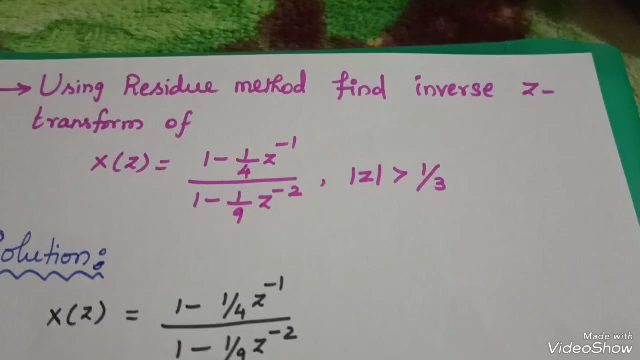 → Using Residue method find inverse z-
transform of
X(z) = (1 - 1/4 z^-1) / (1 - 1/9 z^-2) , |z| > 1/3
Solution:
X(z) = (1 - 1/4 z^-1) / (1 - 1/9 z^-2)
Made with
VideoShow